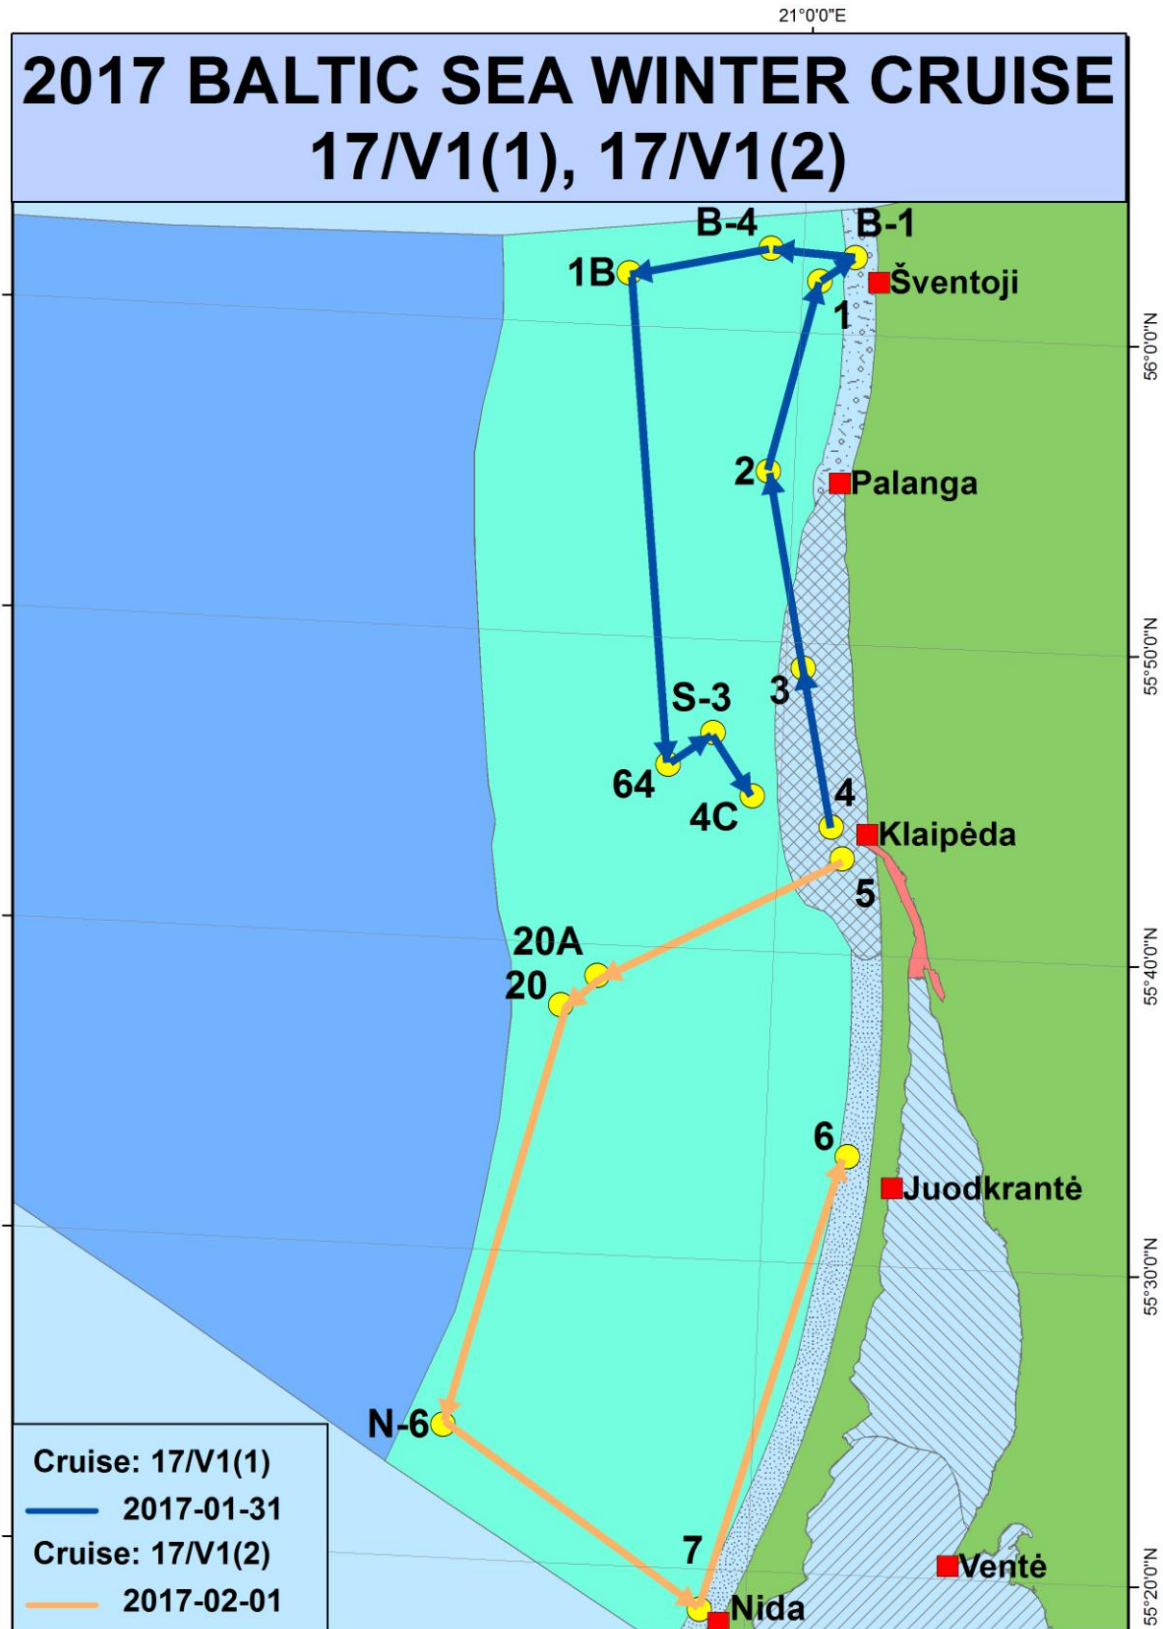 21°0'0"E
2017 BALTIC SEA WINTER CRUISE
17/V1(1), 17/V1(2)
B-4
B-1
1B
Šventoji
1
56°0'0"N
2
Palanga
55°50'0"N
3
S-3
64
4C
4
Klaipėda
5
20A
20
55°40'0"N
6
Juodkrantė
55°30'0"N
N-6
7
Ventė
Nida
55°20'0"N
Cruise: 17/V1(1)
2017-01-31
Cruise: 17/V1(2)
2017-02-01